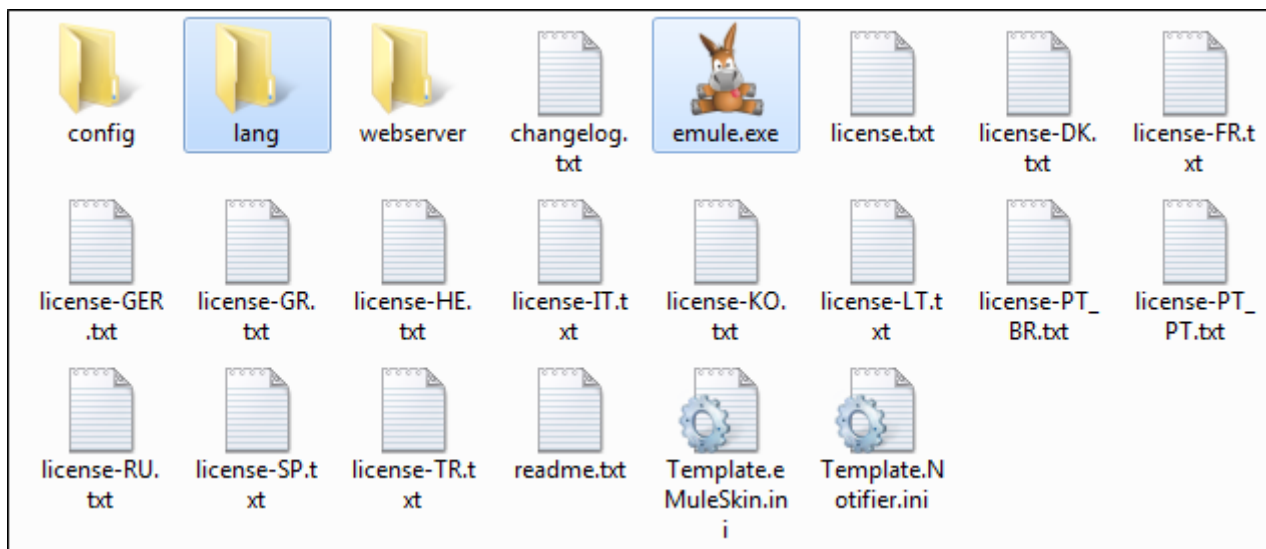 config
lang
webserver
changelog.
txt
emule.exe
license.txt
license-DK.
txt
license-FR.t
xt
license-GER
.txt
license-GR.
txt
license-HE.
txt
license-IT.t
xt
license-KO.
txt
license-LT.t
xt
license-PT_
BR.txt
license-PT_
PT.txt
license-RU.
txt
license-SP.t
xt
license-TR.t
xt
readme.txt
Template.e
MuleSkin.in
i
Template.N
otifier.ini